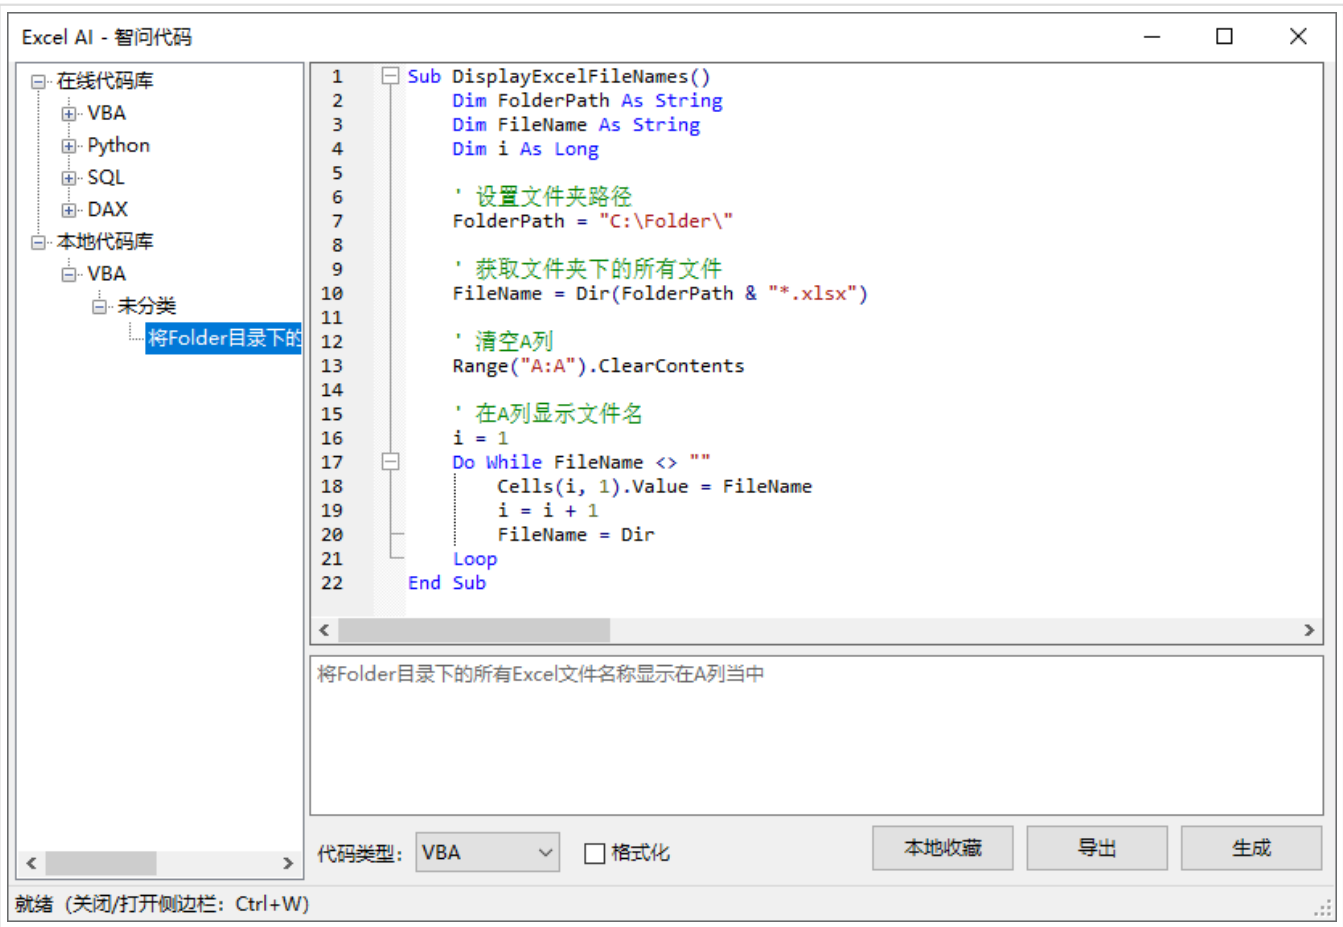 Excel AI - 智问代码
在线代码库
VBA
Python
SQL
DAX
本地代码库
VBA
未分类
将Folder目录下的
1 Sub DisplayExcelFileNames()
2 Dim FolderPath As String
3 Dim FileName As String
4 Dim i As Long
5
6 ' 设置文件夹路径
7 FolderPath = "C:\Folder\"
8
9 ' 获取文件夹下的所有文件
10 FileName = Dir(FolderPath & "*.xlsx")
11
12 ' 清空A列
13 Range("A:A").ClearContents
14
15 ' 在A列显示文件名
16 i = 1
17 Do While FileName <> ""
18 Cells(i, 1).Value = FileName
19 i = i + 1
20 FileName = Dir
21 Loop
22 End Sub
将Folder目录下的所有Excel文件名称显示在A列当中
代码类型: VBA 格式化 本地收藏 导出 生成
就绪 (关闭/打开侧边栏: Ctrl+W)